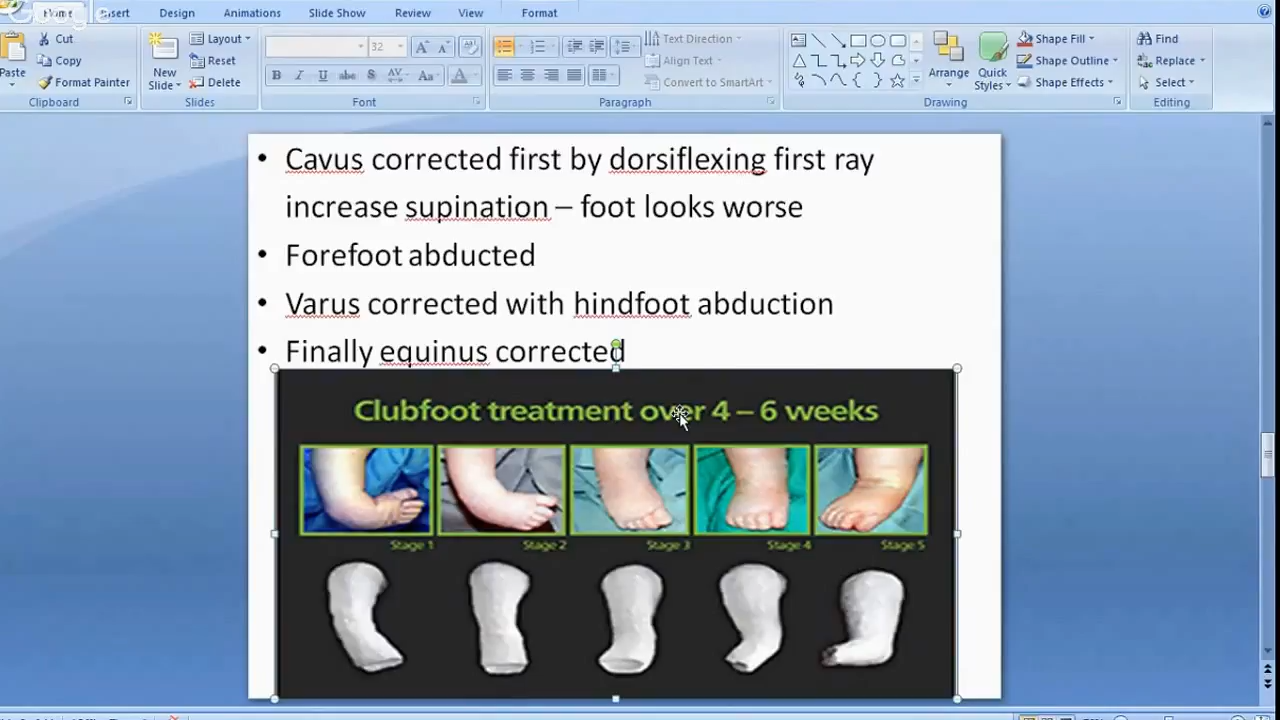 Home Insert Design Animations Slide Show Review View Format
Cut
Copy
Format Painter
Paste
Clipboard
New Slide
Layout
Reset
Delete
Slides
32
Font
Text Direction
Align Text
Convert to SmartArt
Paragraph
Arrange
Quick Styles
Shape Fill
Shape Outline
Shape Effects
Drawing
Find
Replace
Select
Editing
• Cavus corrected first by dorsiflexing first ray
increase supination – foot looks worse
• Forefoot abducted
• Varus corrected with hindfoot abduction
• Finally equinus corrected
Clubfoot treatment over 4 – 6 weeks
Stage 1 Stage 2 Stage 3 Stage 4 Stage 5